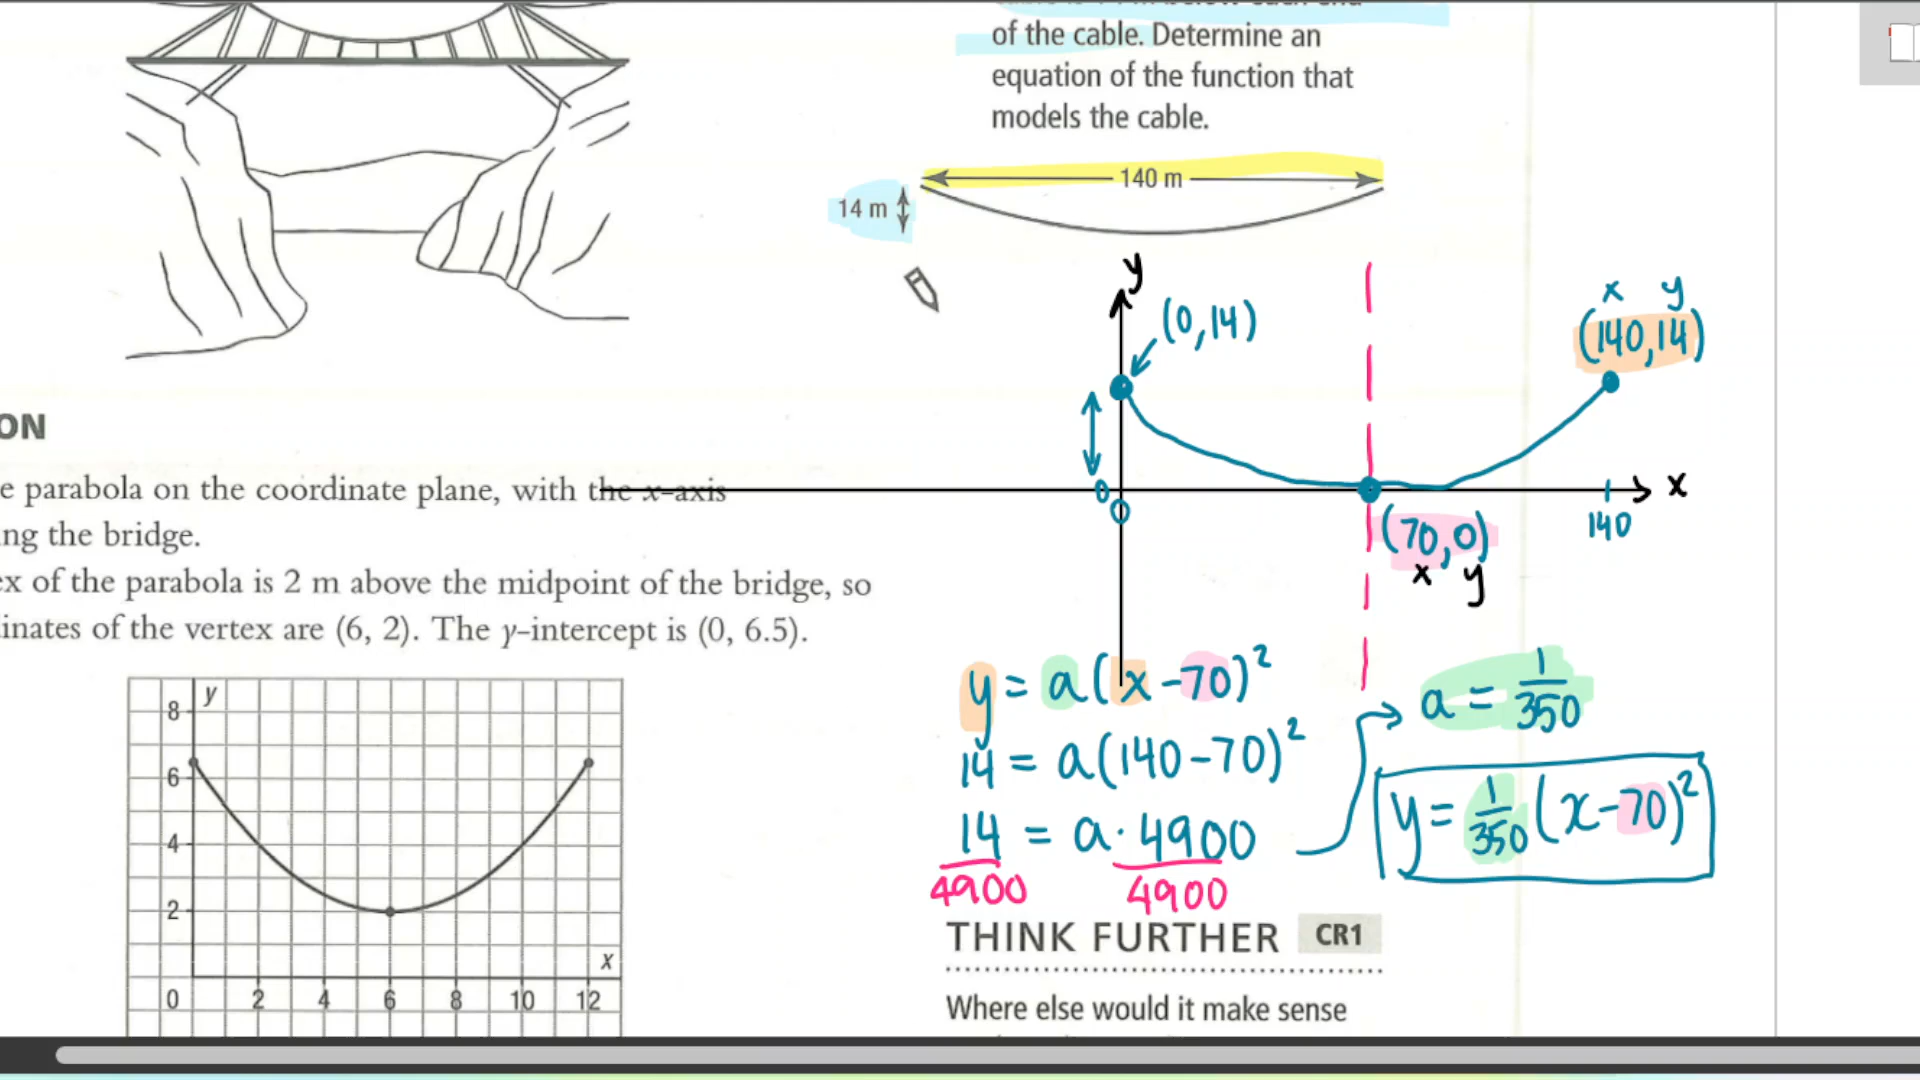 of the cable. Determine an
equation of the function that
models the cable.
140 m
14 m
y
(0,14)
x y
(140,14)
x
0
0
(70,0)
x y
140
ON
e parabola on the coordinate plane, with the x-axis
ng the bridge.
ex of the parabola is 2 m above the midpoint of the bridge, so
inates of the vertex are (6, 2). The y-intercept is (0, 6.5).
y
8
6
4
2
x
0 2 4 6 8 10 12
y = a(x-70)²
14 = a(140-70)²
14 = a·4900
4900 4900
a = 1/350
y = 1/350 (x-70)²
THINK FURTHER CR1
Where else would it make sense